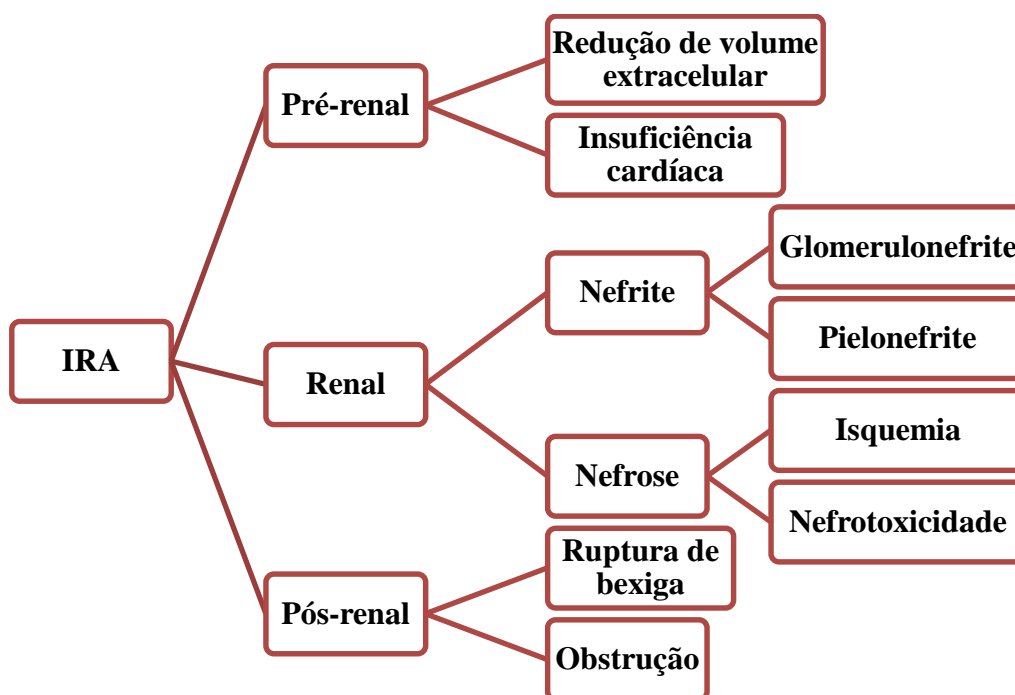 IRA
Pré-renal
Redução de volume
extracelular
Insuficiência
cardíaca
Renal
Nefrite
Glomerulonefrite
Pielonefrite
Nefrose
Isquemia
Nefrotoxicidade
Pós-renal
Ruptura de
bexiga
Obstrução